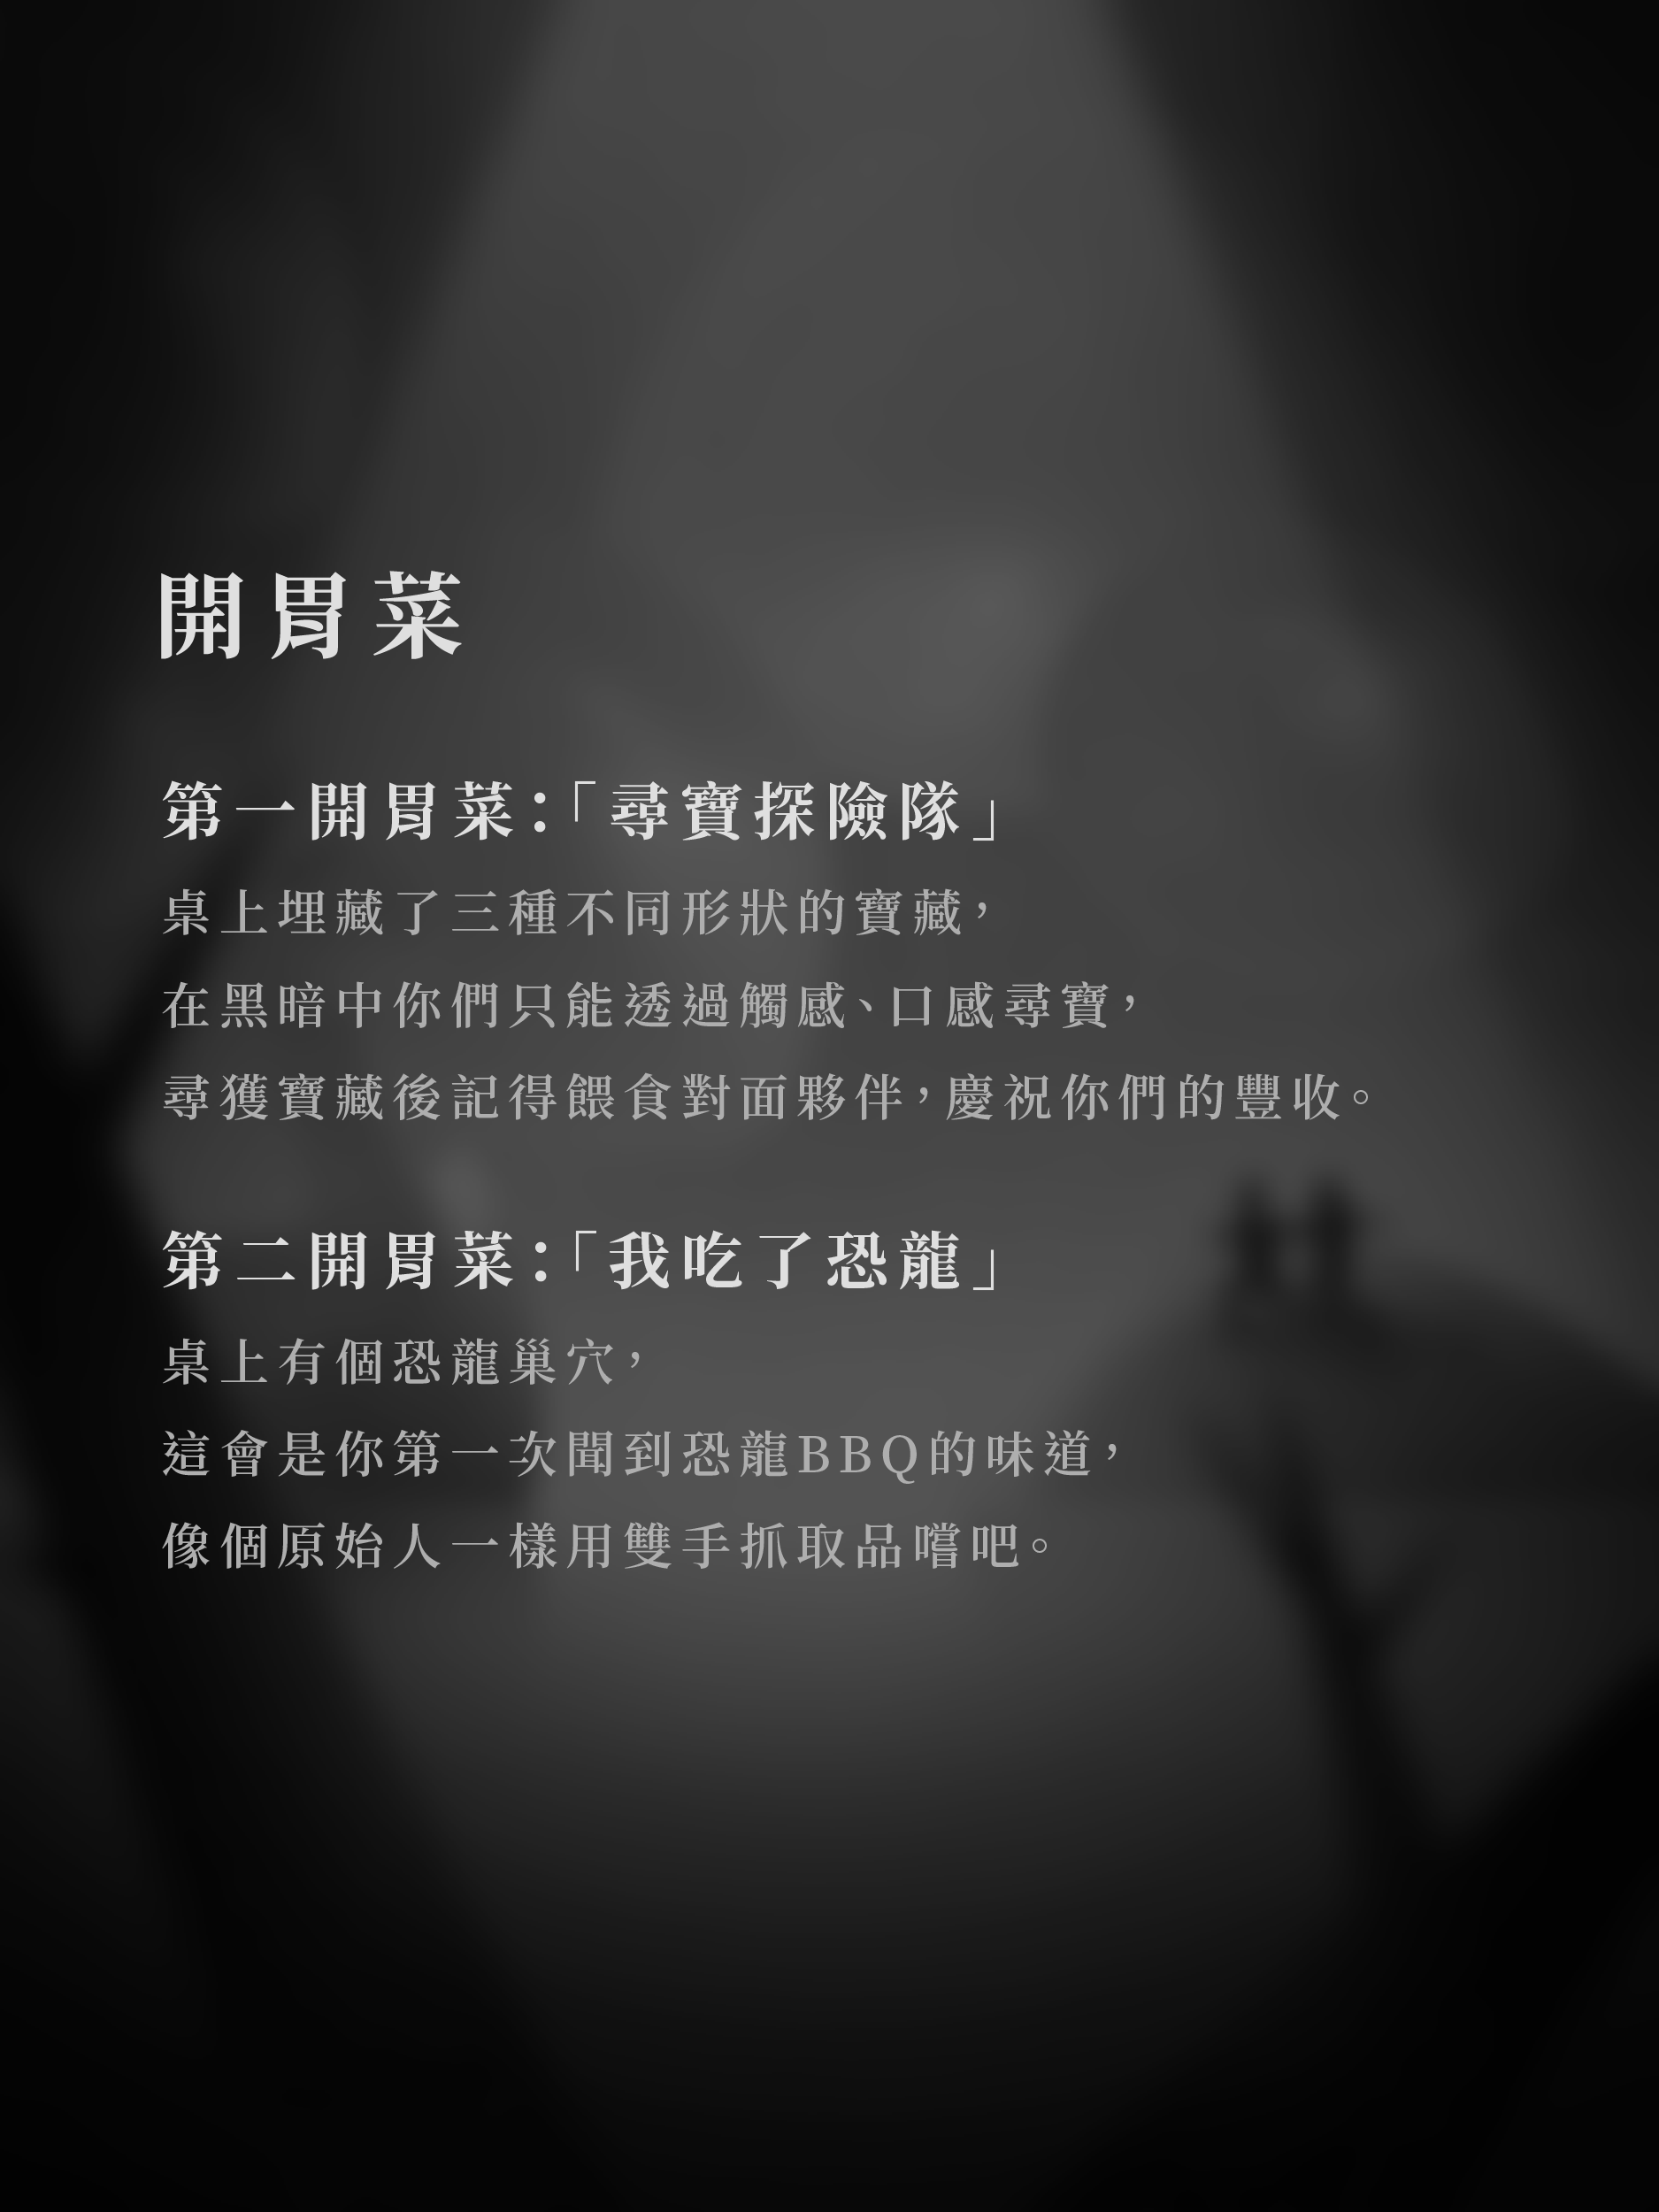 開胃菜
第一開胃菜：「尋寶探險隊」
桌上埋藏了三種不同形狀的寶藏，
在黑暗中你們只能透過觸感、口感尋寶，
尋獲寶藏後記得餵食對面夥伴，慶祝你們的豐收。
第二開胃菜：「我吃了恐龍」
桌上有個恐龍巢穴，
這會是你第一次聞到恐龍BBQ的味道，
像個原始人一樣用雙手抓取品嚐吧。